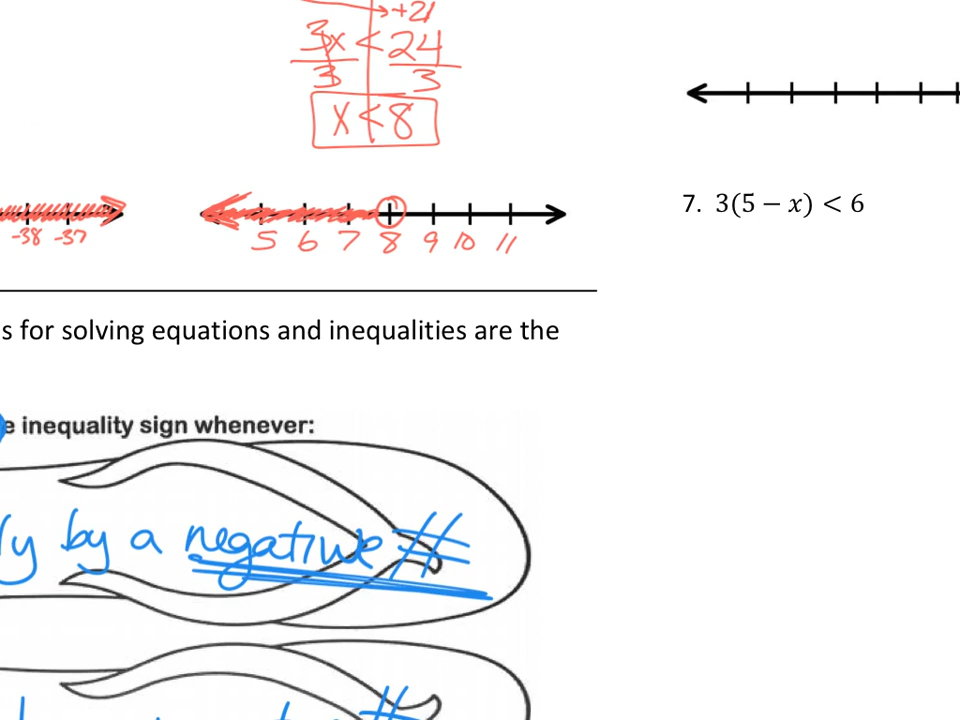 →+21
3x < 24
3 3
x < 8
7. 3(5 − x) < 6
-38 -37
5 6 7 8 9 10 11
s for solving equations and inequalities are the
e inequality sign whenever:
by a negative #
#